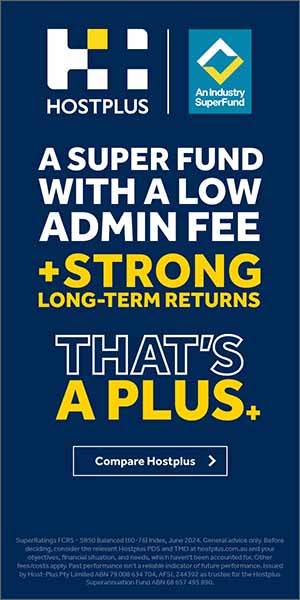 HOSTPLUS
An Industry
SuperFund
A SUPER FUND
WITH A LOW
ADMIN FEE
+STRONG
LONG-TERM RETURNS
THAT'S
A PLUS+
Compare Hostplus
SuperRatings FCRS - SR50 Balanced (60-76) Index, June 2024. General advice only. Before
deciding, consider the relevant Hostplus PDS and TMD at hostplus.com.au and your
objectives, financial situation, and needs, which haven't been accounted for. Other
fees/costs apply. Past performance isn't a reliable indicator of future performance. Issued
by Host-Plus Pty Limited ABN 79 008 634 704, AFSL 244392 as trustee for the Hostplus
Superannuation Fund ABN 68 657 495 890.